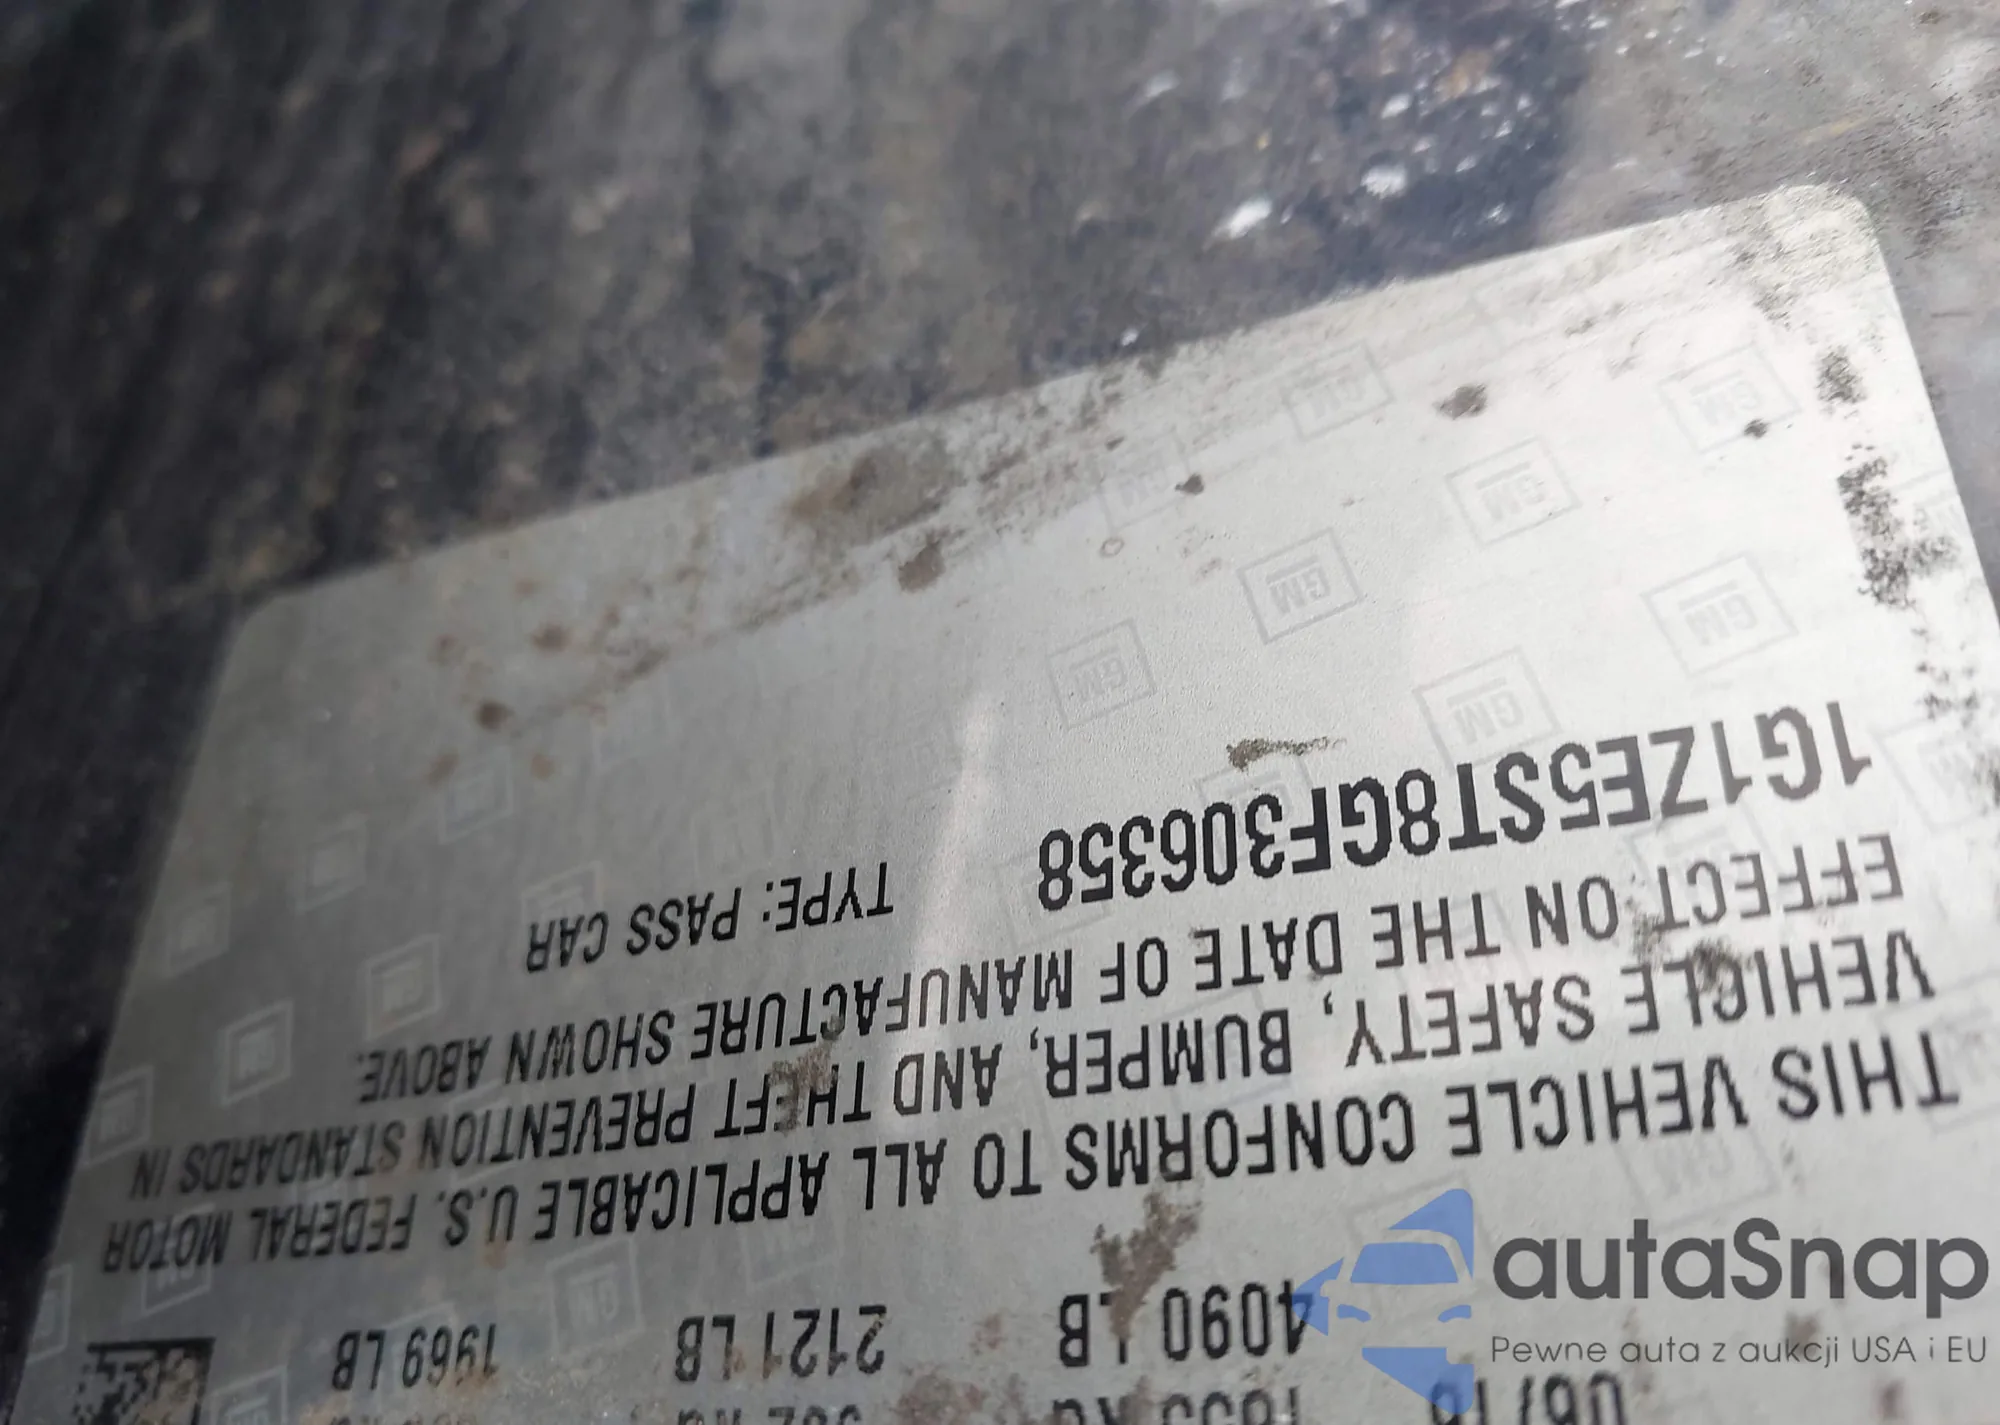 4090 LB 2121 LB 1969 LB
THIS VEHICLE CONFORMS TO ALL APPLICABLE U.S. FEDERAL MOTOR
VEHICLE SAFETY, BUMPER, AND THEFT PREVENTION STANDARDS IN
EFFECT ON THE DATE OF MANUFACTURE SHOWN ABOVE.
1G1ZE5ST8GF306358 TYPE: PASS CAR
autaSnap
Pewne auta z aukcji USA i EU